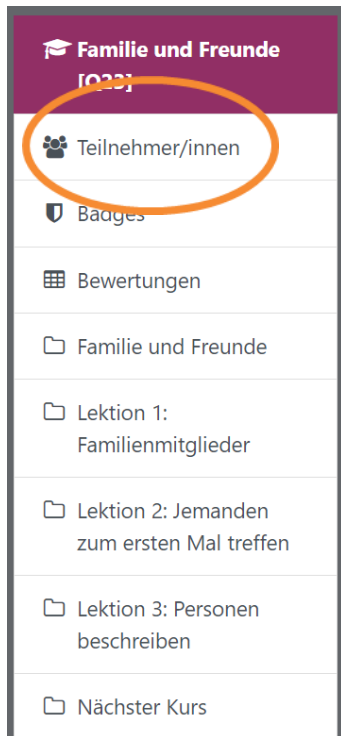 Familie und Freunde
[Q23]
Teilnehmer/innen
Badges
Bewertungen
Familie und Freunde
Lektion 1:
Familienmitglieder
Lektion 2: Jemanden
zum ersten Mal treffen
Lektion 3: Personen
beschreiben
Nächster Kurs